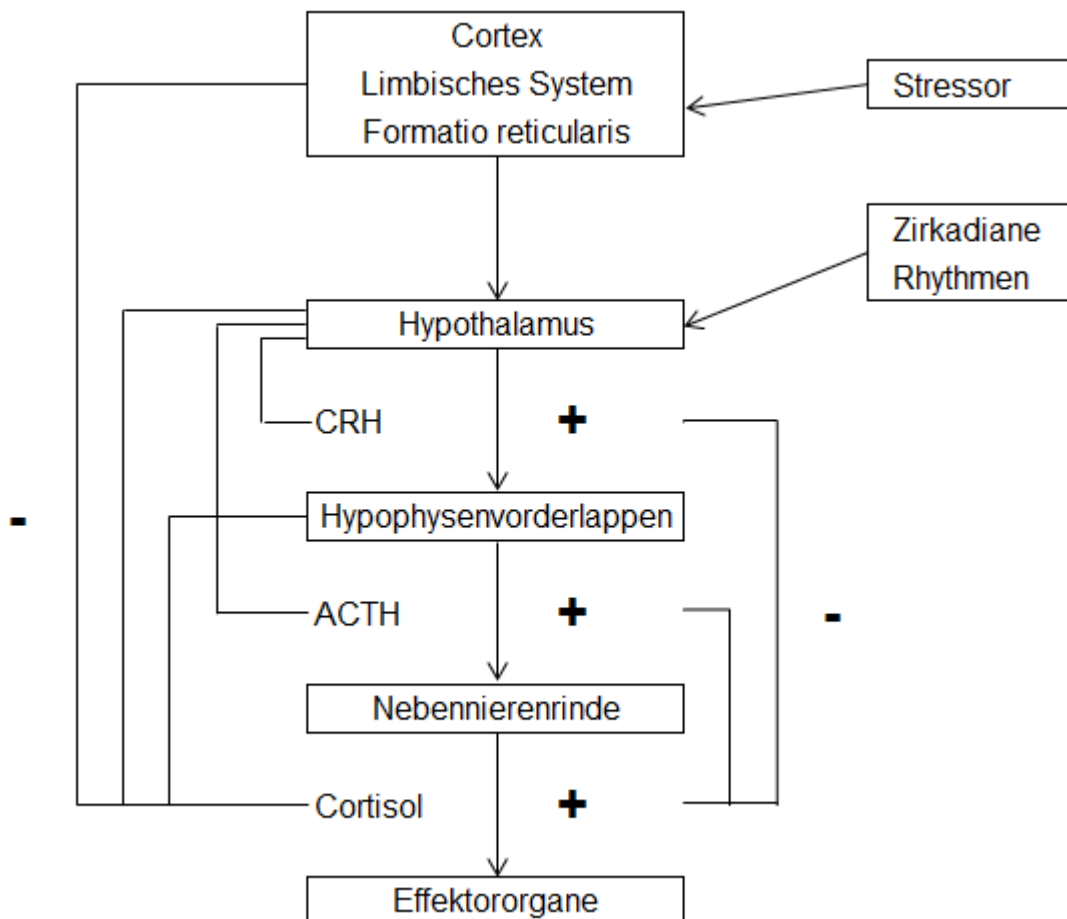 Cortex
Limbisches System
Formatio reticularis
Stressor
Zirkadiane
Rhythmen
Hypothalamus
CRH
+
Hypophysenvorderlappen
-
ACTH
+
-
Nebennierenrinde
Cortisol
+
Effektororgane